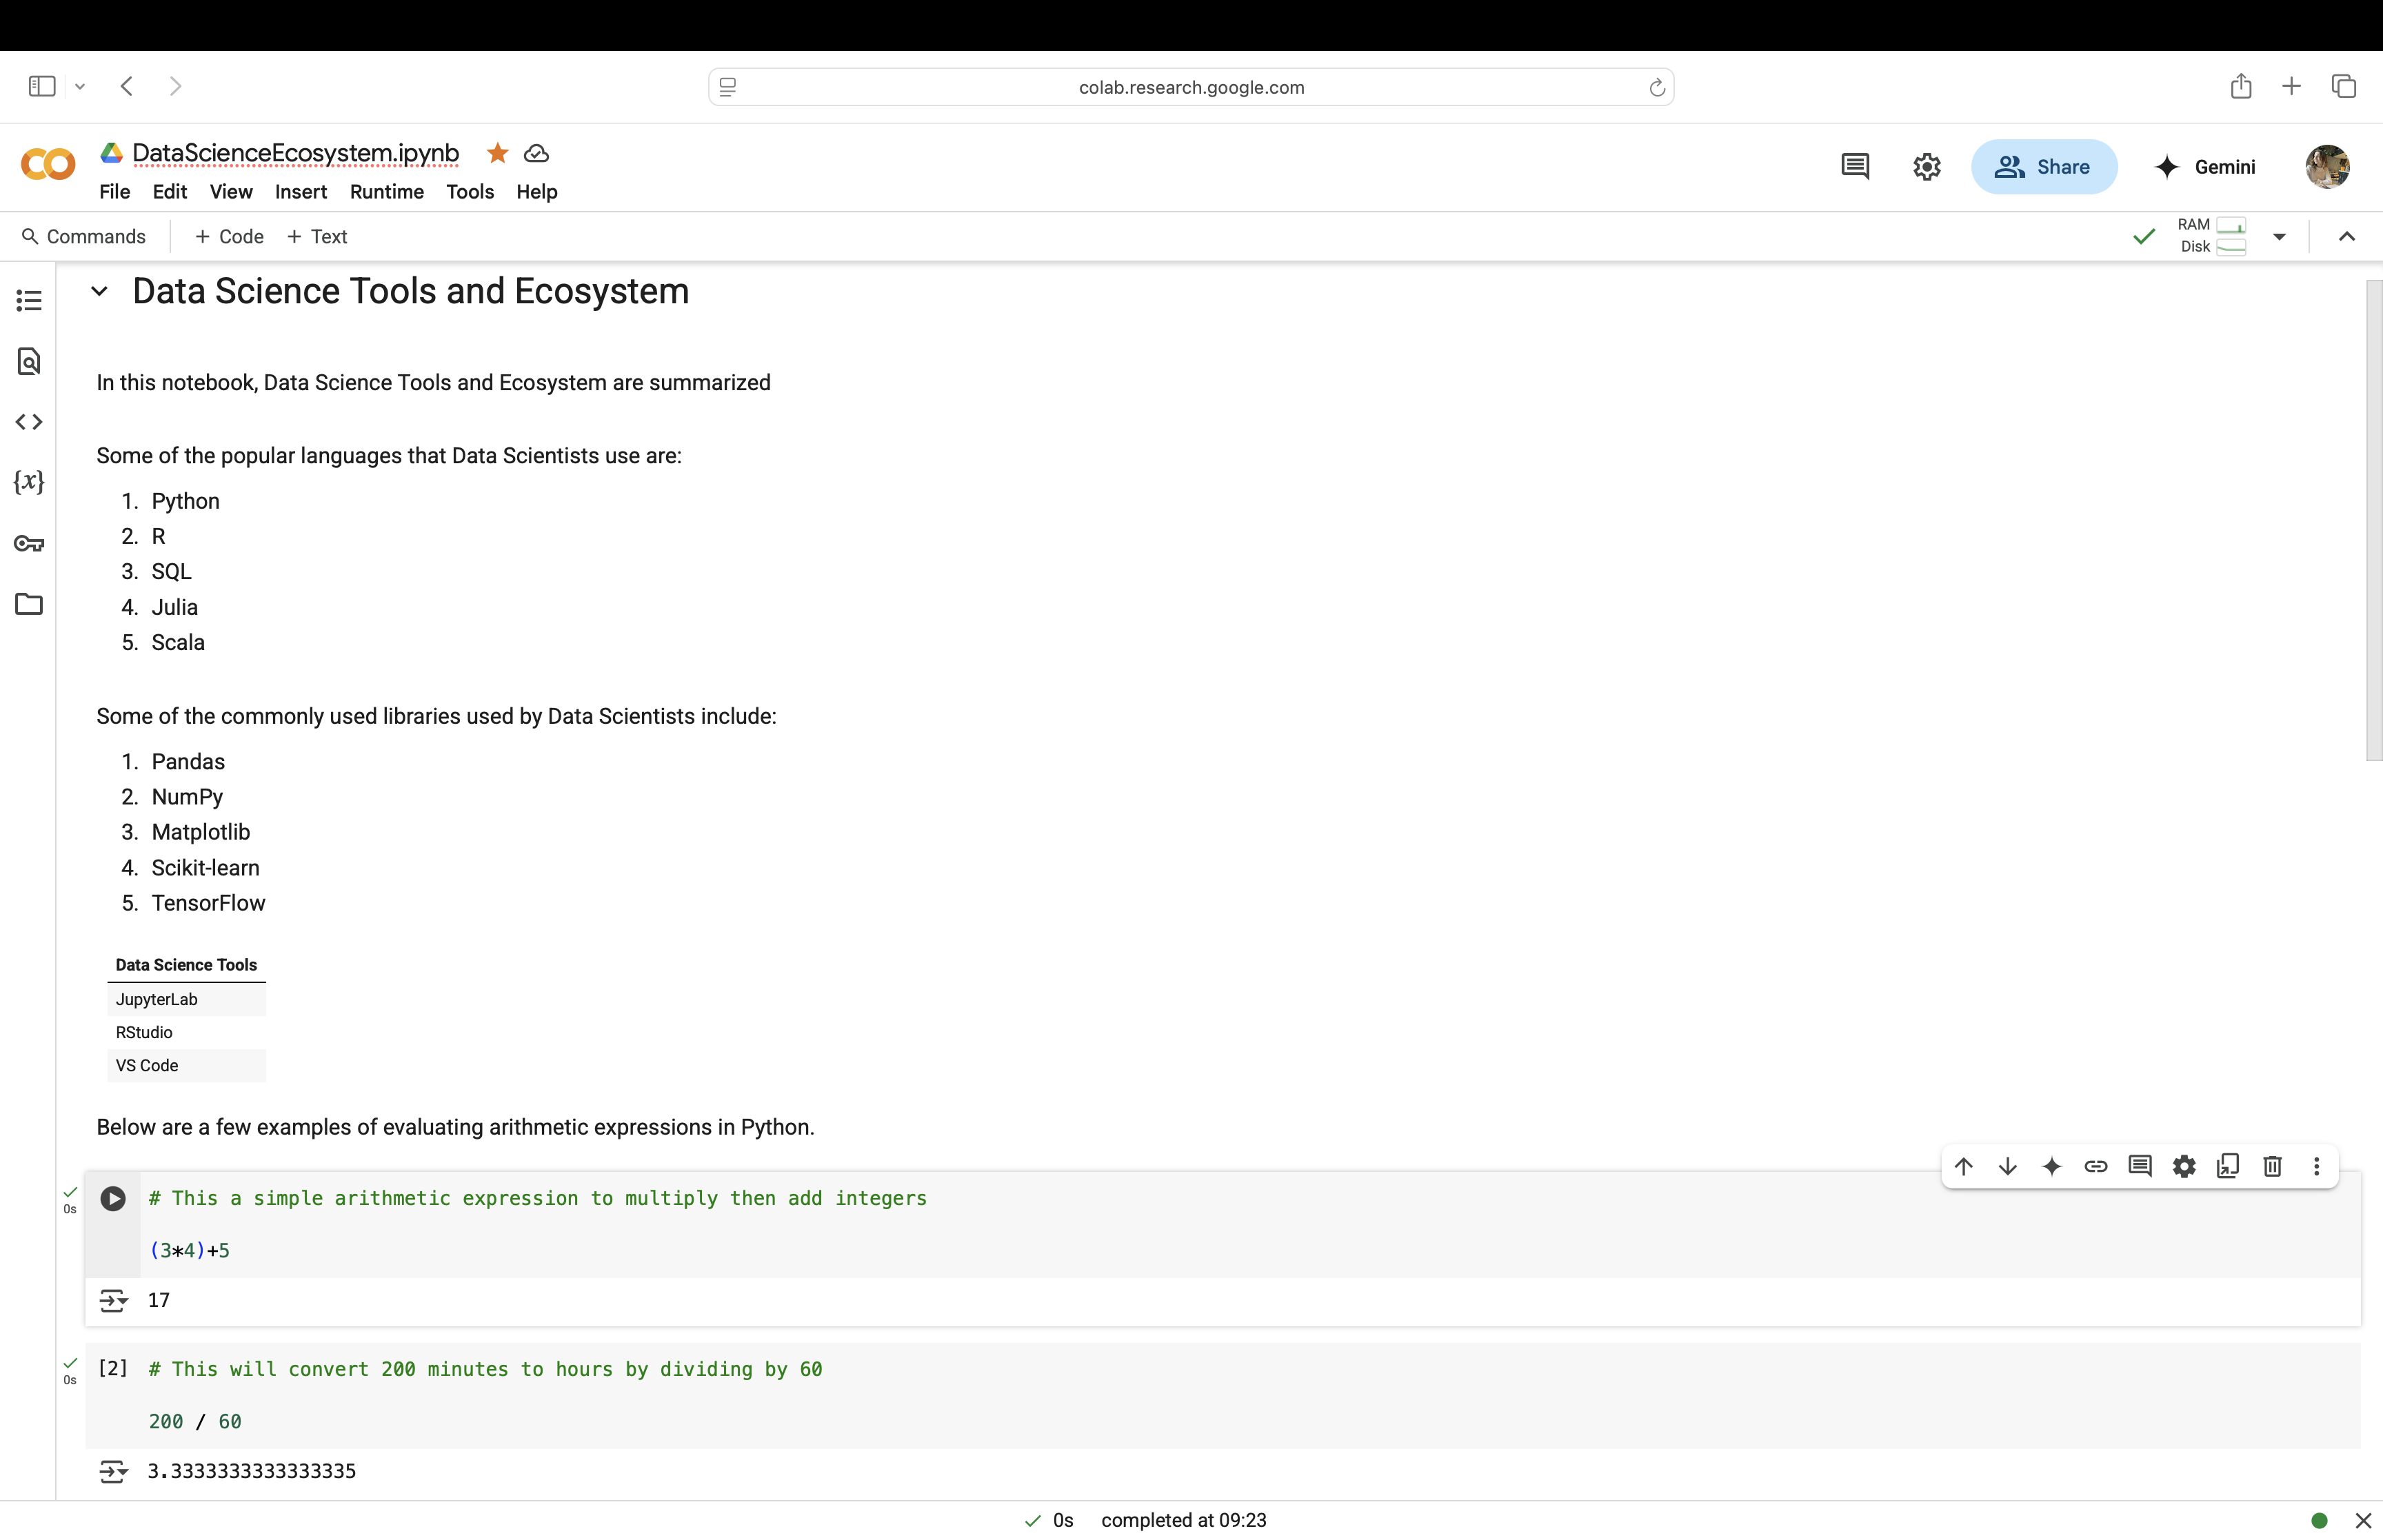 colab.research.google.com
DataScienceEcosystem.ipynb
File Edit View Insert Runtime Tools Help
Share
Gemini
Commands + Code + Text
RAM
Disk
Data Science Tools and Ecosystem
In this notebook, Data Science Tools and Ecosystem are summarized
Some of the popular languages that Data Scientists use are:
1. Python
2. R
3. SQL
4. Julia
5. Scala
Some of the commonly used libraries used by Data Scientists include:
1. Pandas
2. NumPy
3. Matplotlib
4. Scikit-learn
5. TensorFlow
Data Science Tools
JupyterLab
RStudio
VS Code
Below are a few examples of evaluating arithmetic expressions in Python.
0s
# This a simple arithmetic expression to multiply then add integers
(3*4)+5
17
0s
[2] # This will convert 200 minutes to hours by dividing by 60
200 / 60
3.3333333333333335
0s completed at 09:23